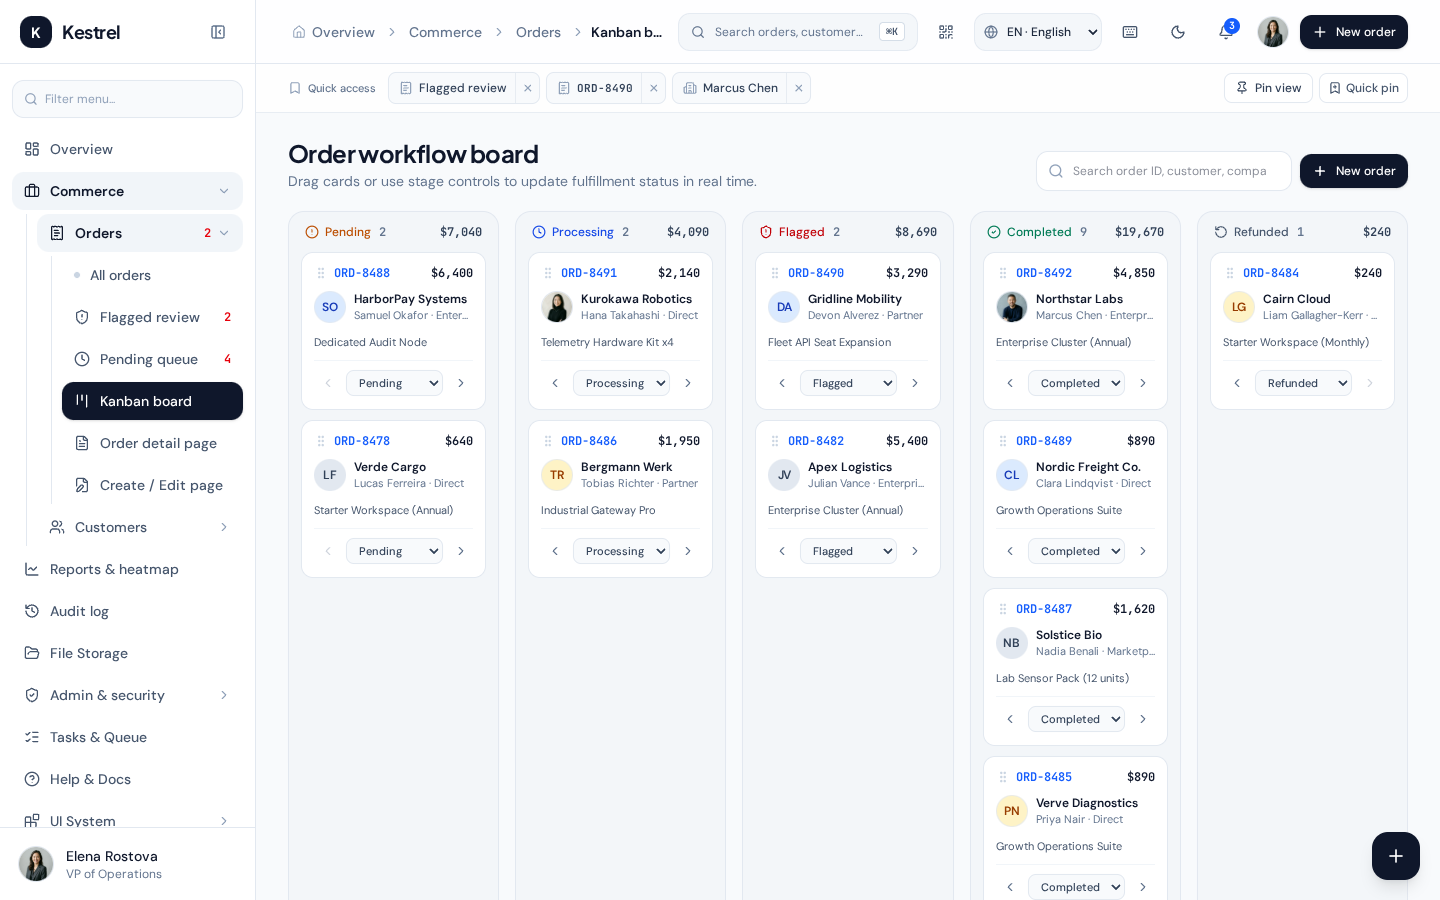 K Kestrel
Overview
Commerce
Orders
Kanban b...
Search orders, customer...
⌘K
EN · English
3
New order
Filter menu...
Overview
Commerce
Orders 2
All orders
Flagged review 2
Pending queue 4
Kanban board
Order detail page
Create / Edit page
Customers
Reports & heatmap
Audit log
File Storage
Admin & security
Tasks & Queue
Help & Docs
UI System
Elena Rostova
VP of Operations
Quick access
Flagged review
ORD-8490
Marcus Chen
Pin view
Quick pin
Order workflow board
Drag cards or use stage controls to update fulfillment status in real time.
Search order ID, customer, compa
New order
Pending 2 $7,040
ORD-8488 $6,400
SO
HarborPay Systems
Samuel Okafor · Enter...
Dedicated Audit Node
Pending
ORD-8478 $640
LF
Verde Cargo
Lucas Ferreira · Direct
Starter Workspace (Annual)
Pending
Processing 2 $4,090
ORD-8491 $2,140
Kurokawa Robotics
Hana Takahashi · Direct
Telemetry Hardware Kit x4
Processing
ORD-8486 $1,950
TR
Bergmann Werk
Tobias Richter · Partner
Industrial Gateway Pro
Processing
Flagged 2 $8,690
ORD-8490 $3,290
DA
Gridline Mobility
Devon Alverez · Partner
Fleet API Seat Expansion
Flagged
ORD-8482 $5,400
JV
Apex Logistics
Julian Vance · Enterpri...
Enterprise Cluster (Annual)
Flagged
Completed 9 $19,670
ORD-8492 $4,850
Northstar Labs
Marcus Chen · Enterpr...
Enterprise Cluster (Annual)
Completed
ORD-8489 $890
CL
Nordic Freight Co.
Clara Lindqvist · Direct
Growth Operations Suite
Completed
ORD-8487 $1,620
NB
Solstice Bio
Nadia Benali · Marketp...
Lab Sensor Pack (12 units)
Completed
ORD-8485 $890
PN
Verve Diagnostics
Priya Nair · Direct
Growth Operations Suite
Completed
Refunded 1 $240
ORD-8484 $240
LG
Cairn Cloud
Liam Gallagher-Kerr · ...
Starter Workspace (Monthly)
Refunded